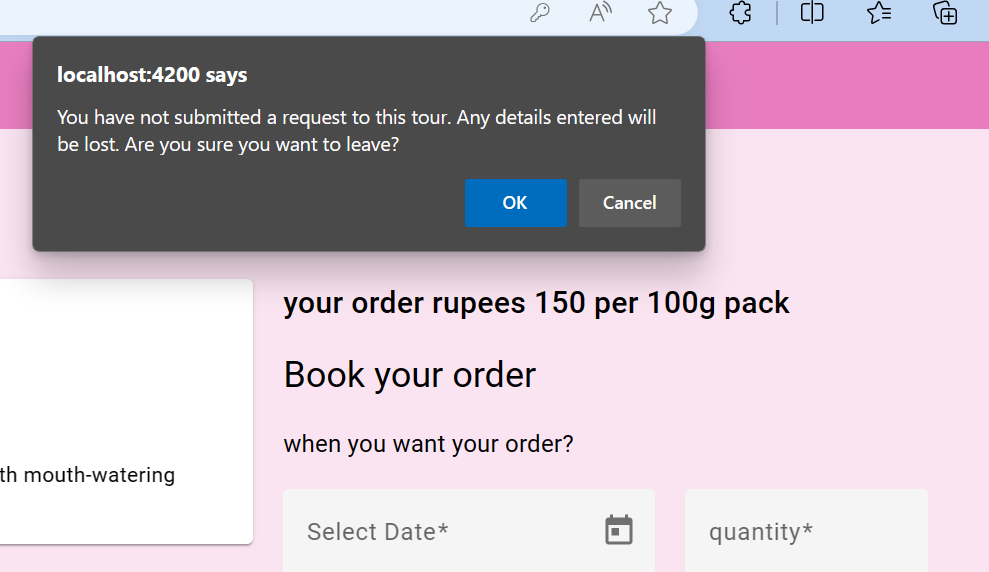 localhost:4200 says
You have not submitted a request to this tour. Any details entered will
be lost. Are you sure you want to leave?
OK
Cancel
your order rupees 150 per 100g pack
Book your order
when you want your order?
th mouth-watering
Select Date*
quantity*